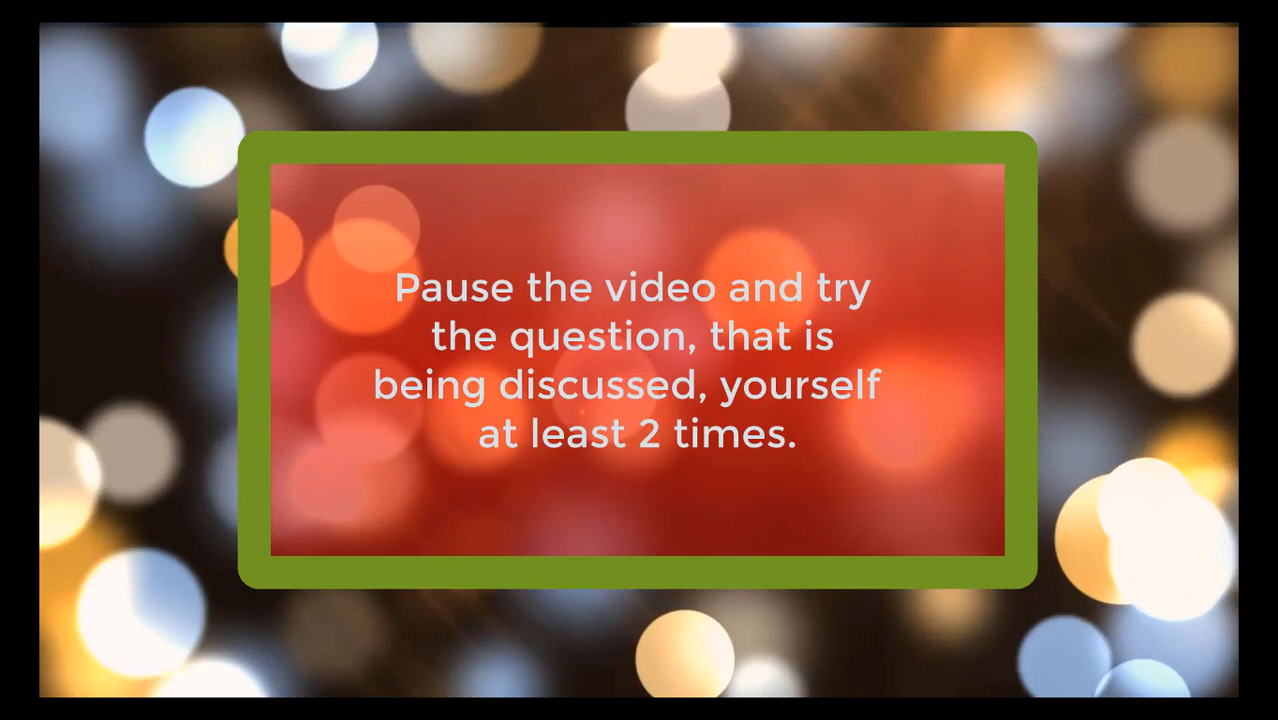 Pause the video and try
the question, that is
being discussed, yourself
at least 2 times.